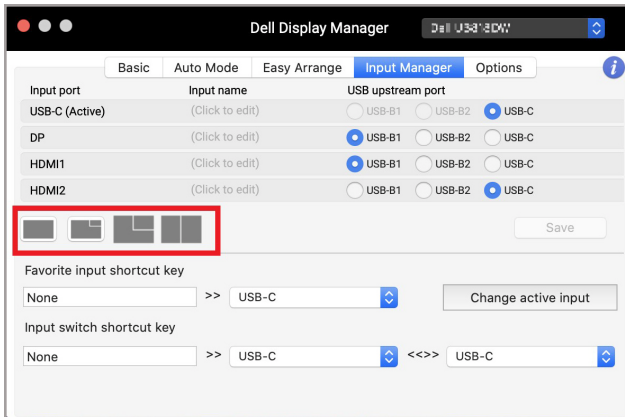 Dell Display Manager
Basic Auto Mode Easy Arrange Input Manager Options i
Input port Input name USB upstream port
USB-C (Active) (Click to edit) USB-B1 USB-B2 USB-C
DP (Click to edit) USB-B1 USB-B2 USB-C
HDMI1 (Click to edit) USB-B1 USB-B2 USB-C
HDMI2 (Click to edit) USB-B1 USB-B2 USB-C
Save
Favorite input shortcut key
None >> USB-C Change active input
Input switch shortcut key
None >> USB-C <<>> USB-C